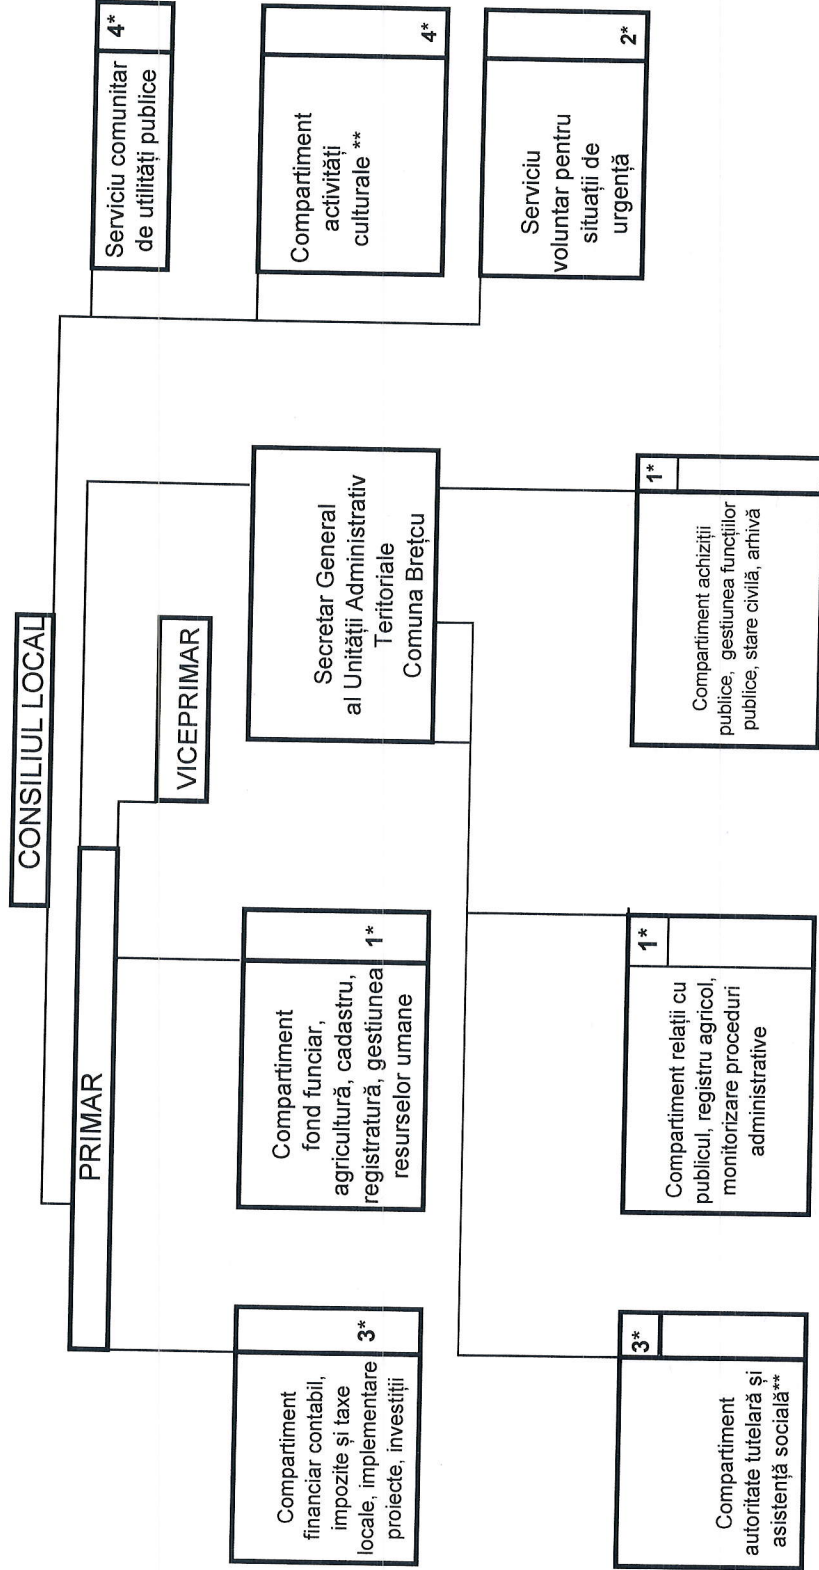 CONSILIUL LOCAL
PRIMAR
VICEPRIMAR
Serviciu comunitar
de utilități publice
4*
Compartiment
activități
culturale **
4*
Serviciu
voluntar pentru
situații de
urgență
2*
Compartiment
financiar contabil,
impozite și taxe
locale, implementare
proiecte, investiții
3*
Compartiment
fond funciar,
agricultură, cadastru,
registratură, gestiunea
resurselor umane
1*
Secretar General
al Unității Administrativ
Teritoriale
Comuna Brețcu
Compartiment
autoritate tutelară și
asistență socială**
3*
Compartiment relații cu
publicul, registru agricol,
monitorizare proceduri
administrative
1*
Compartiment achiziții
publice, gestiunea funcțiilor
publice, stare civilă, arhivă
1*